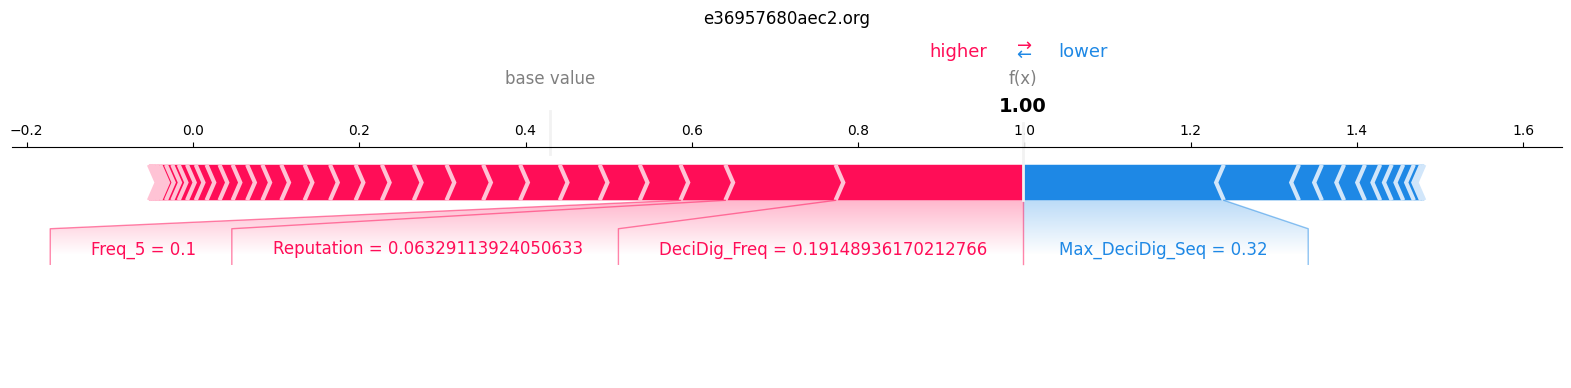 e36957680aec2.org
higher → ← lower
base value f(x)
1.00
−0.2 0.0 0.2 0.4 0.6 0.8 1.0 1.2 1.4 1.6
Freq_5 = 0.1 Reputation = 0.06329113924050633 DeciDig_Freq = 0.19148936170212766 Max_DeciDig_Seq = 0.32